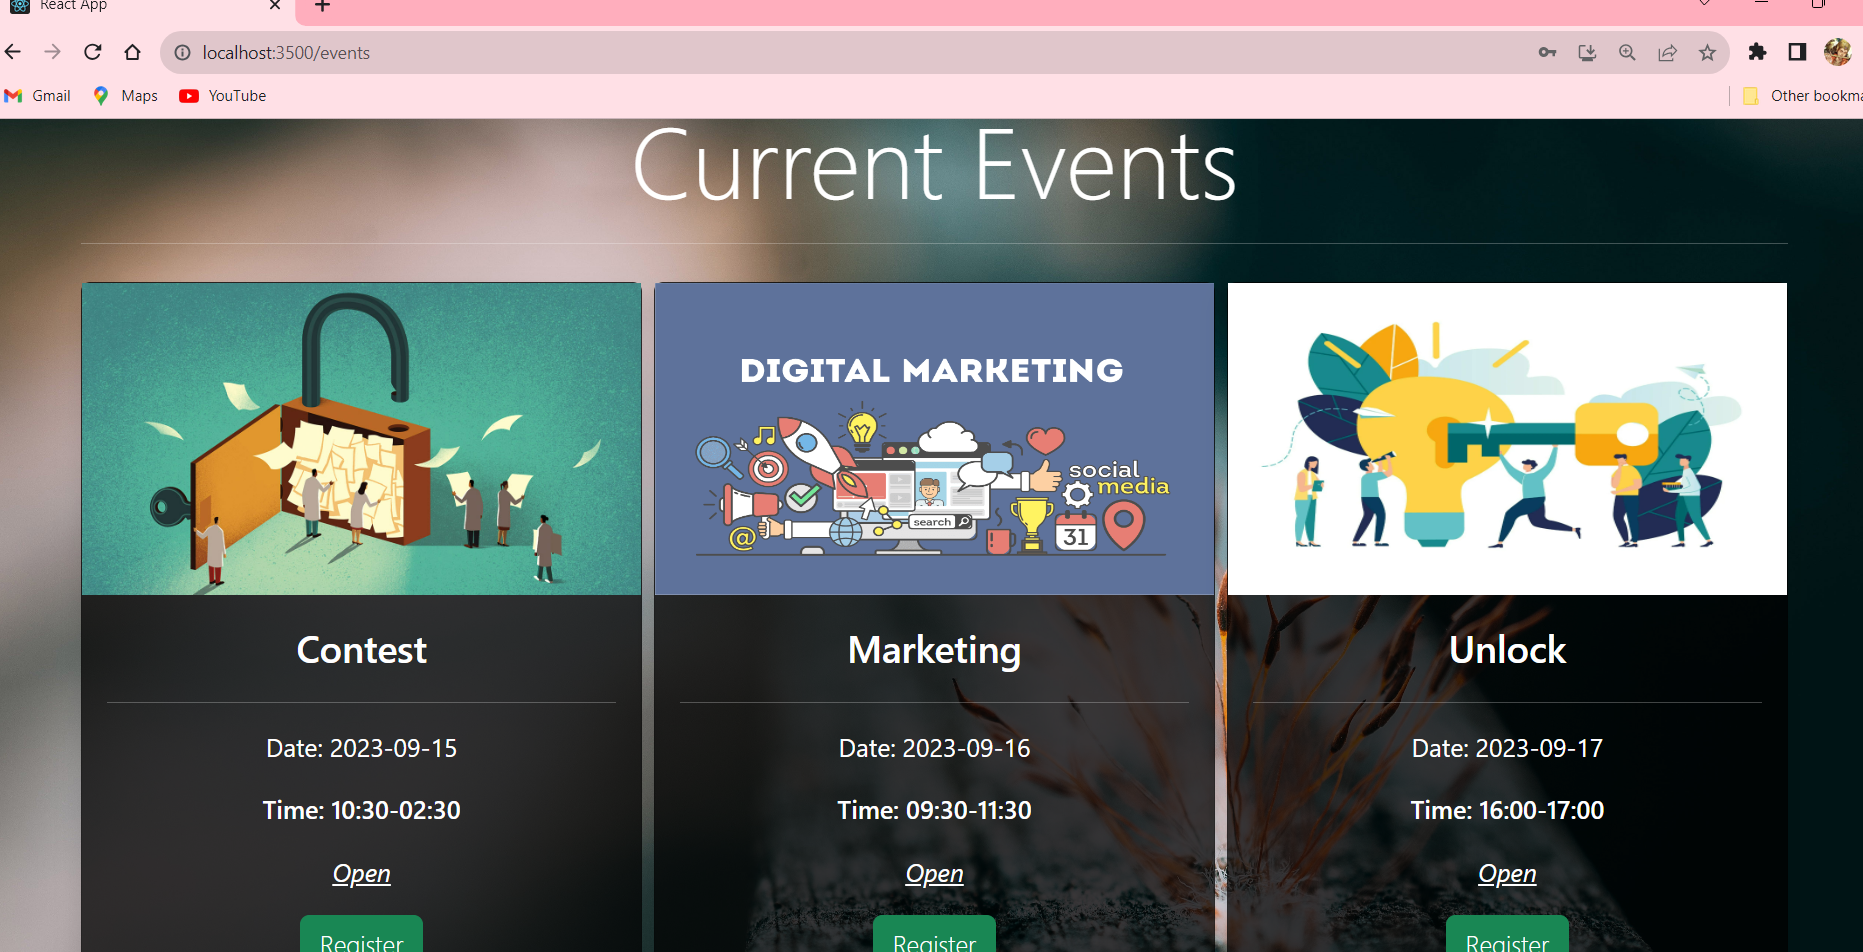 React App
localhost:3500/events
Gmail Maps YouTube Other bookma
Current Events
DIGITAL MARKETING
social
media
search
@
31
Contest
Date: 2023-09-15
Time: 10:30-02:30
Open
Register
Marketing
Date: 2023-09-16
Time: 09:30-11:30
Open
Register
Unlock
Date: 2023-09-17
Time: 16:00-17:00
Open
Register